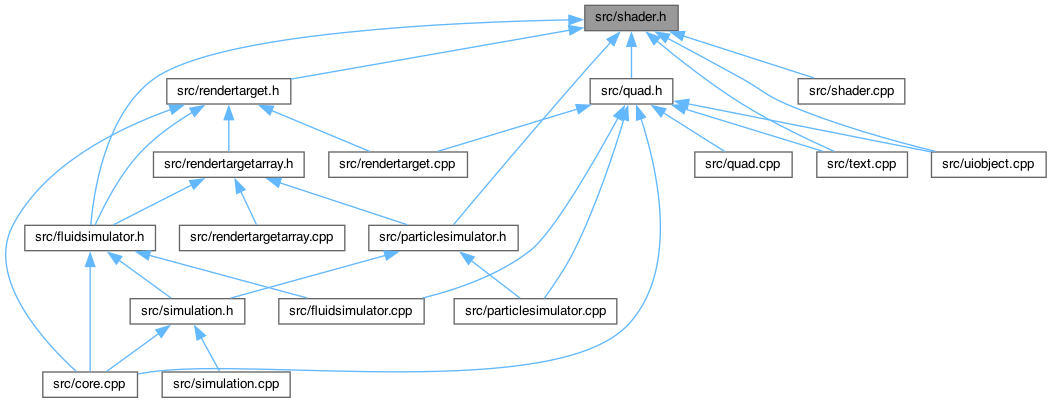 src/shader.h
src/rendertarget.h
src/quad.h
src/shader.cpp
src/rendertargetarray.h
src/rendertarget.cpp
src/quad.cpp
src/text.cpp
src/uiobject.cpp
src/fluidsimulator.h
src/rendertargetarray.cpp
src/particlesimulator.h
src/simulation.h
src/fluidsimulator.cpp
src/particlesimulator.cpp
src/core.cpp
src/simulation.cpp